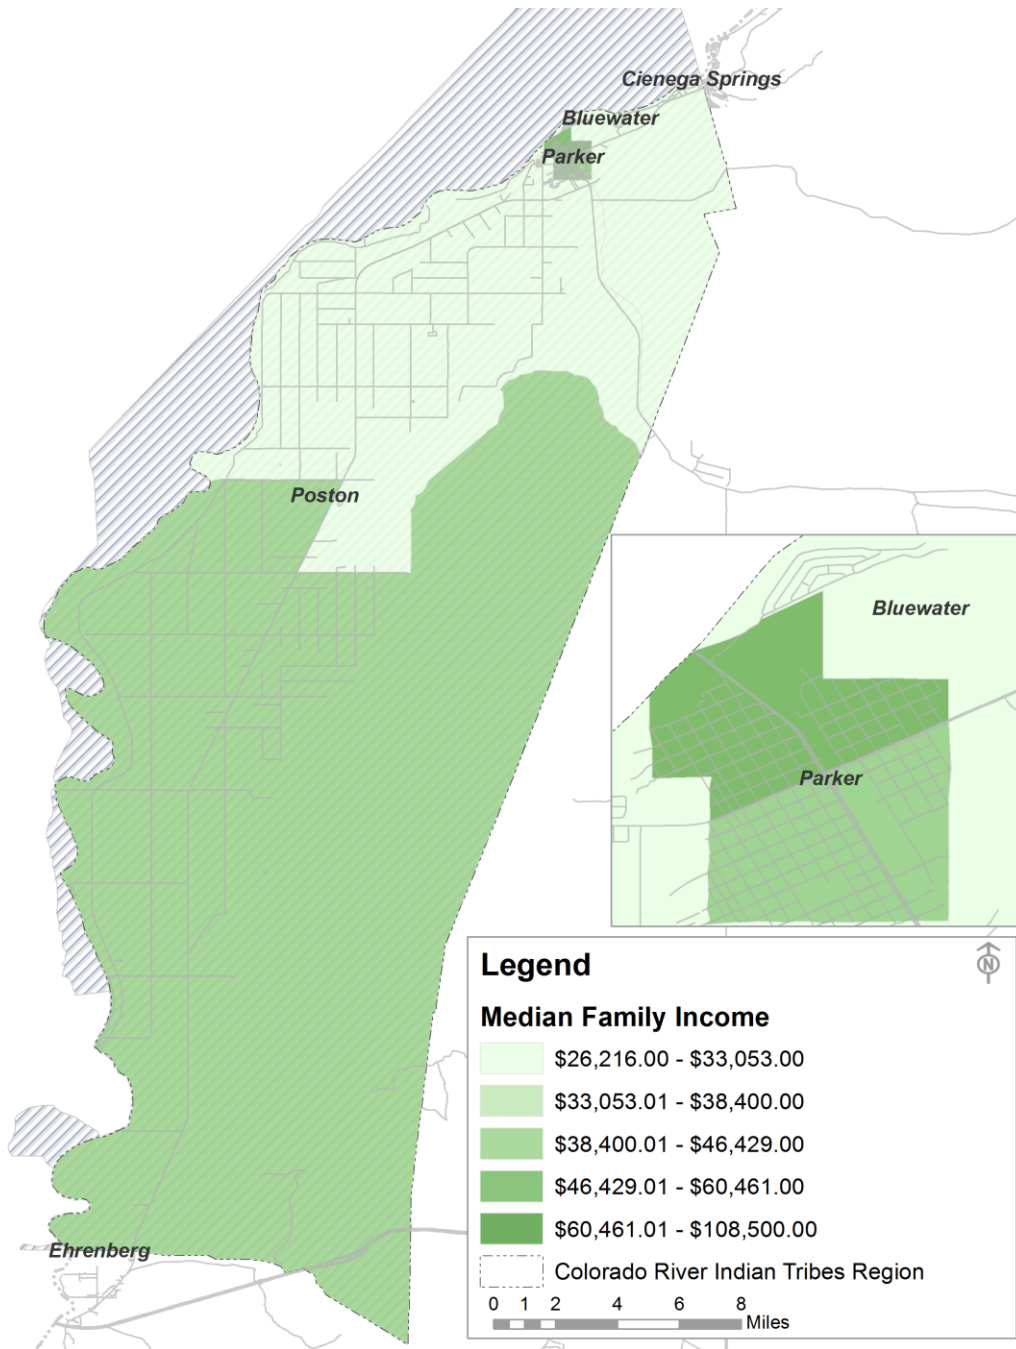 Cienega Springs
Bluewater
Parker
Poston
Bluewater
Parker
Legend
N
Median Family Income
$26,216.00 - $33,053.00
$33,053.01 - $38,400.00
$38,400.01 - $46,429.00
$46,429.01 - $60,461.00
$60,461.01 - $108,500.00
Colorado River Indian Tribes Region
0 1 2 4 6 8
Miles
Ehrenberg